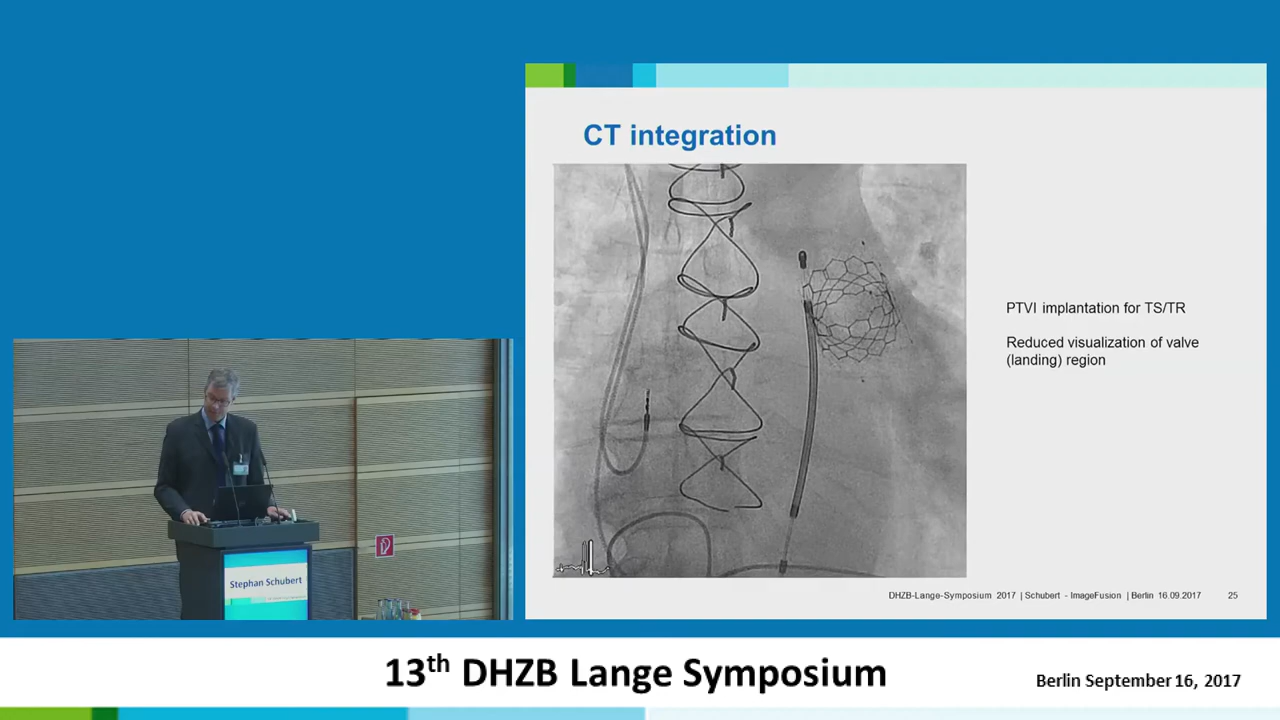 CT integration
PTVI implantation for TS/TR
Reduced visualization of valve
(landing) region
DHZB-Lange-Symposium 2017 | Schubert - ImageFusion | Berlin 16.09.2017 25
Stephan Schubert
13th DHZB Lange Symposium
Berlin September 16, 2017